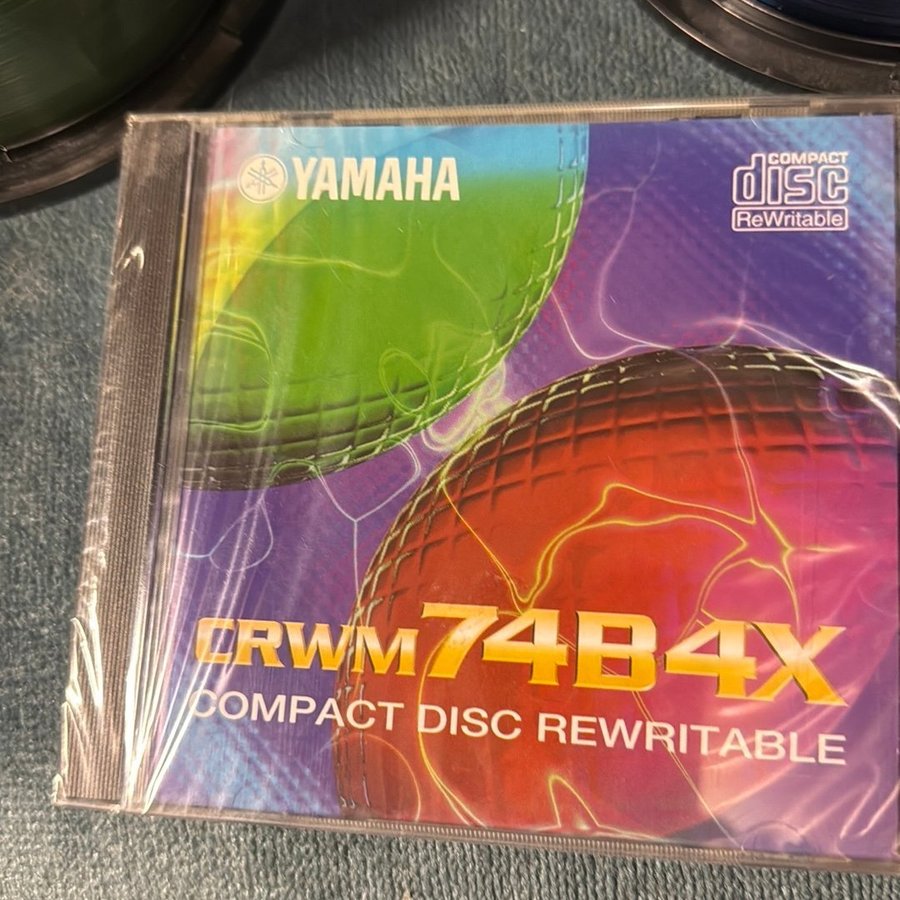 YAMAHA
COMPACT
disc
ReWritable
CRWM74B4X
COMPACT DISC REWRITABLE